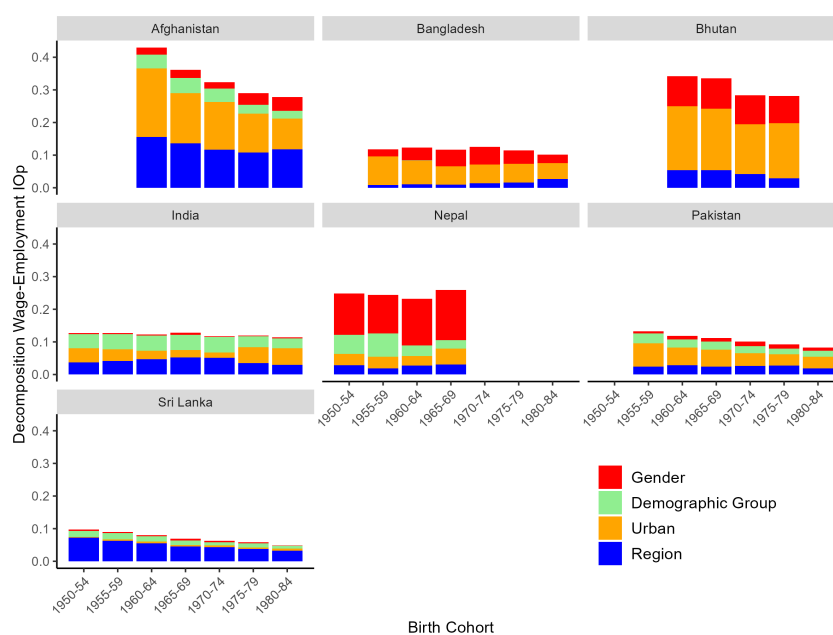 Afghanistan
Bangladesh
Bhutan
0.4
0.3
0.2
0.1
0.0
India
Nepal
Pakistan
0.4
0.3
0.2
0.1
0.0
1950-54
1955-59
1960-64
1965-69
1970-74
1975-79
1980-84
1950-54
1955-59
1960-64
1965-69
1970-74
1975-79
1980-84
Sri Lanka
0.4
0.3
0.2
0.1
0.0
1950-54
1955-59
1960-64
1965-69
1970-74
1975-79
1980-84
Decomposition Wage-Employment IOp
Birth Cohort
Gender
Demographic Group
Urban
Region